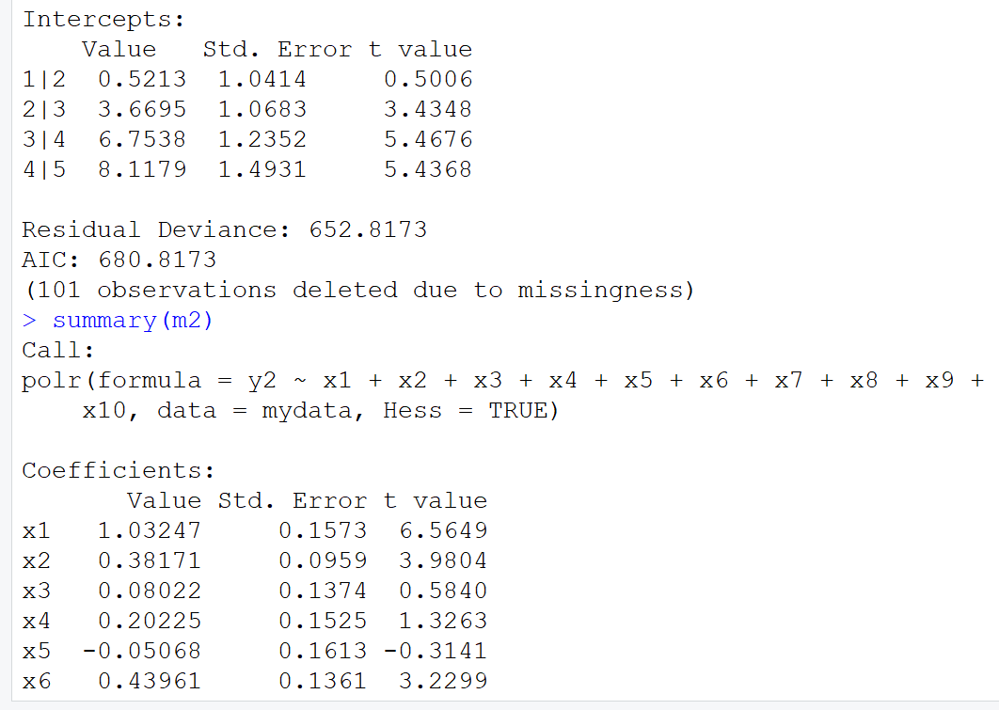 Intercepts:
    Value   Std. Error t value
1|2  0.5213  1.0414     0.5006
2|3  3.6695  1.0683     3.4348
3|4  6.7538  1.2352     5.4676
4|5  8.1179  1.4931     5.4368
Residual Deviance: 652.8173
AIC: 680.8173
(101 observations deleted due to missingness)
> summary(m2)
Call:
polr(formula = y2 ~ x1 + x2 + x3 + x4 + x5 + x6 + x7 + x8 + x9 +
    x10, data = mydata, Hess = TRUE)
Coefficients:
       Value Std. Error t value
x1   1.03247     0.1573  6.5649
x2   0.38171     0.0959  3.9804
x3   0.08022     0.1374  0.5840
x4   0.20225     0.1525  1.3263
x5  -0.05068     0.1613 -0.3141
x6   0.43961     0.1361  3.2299